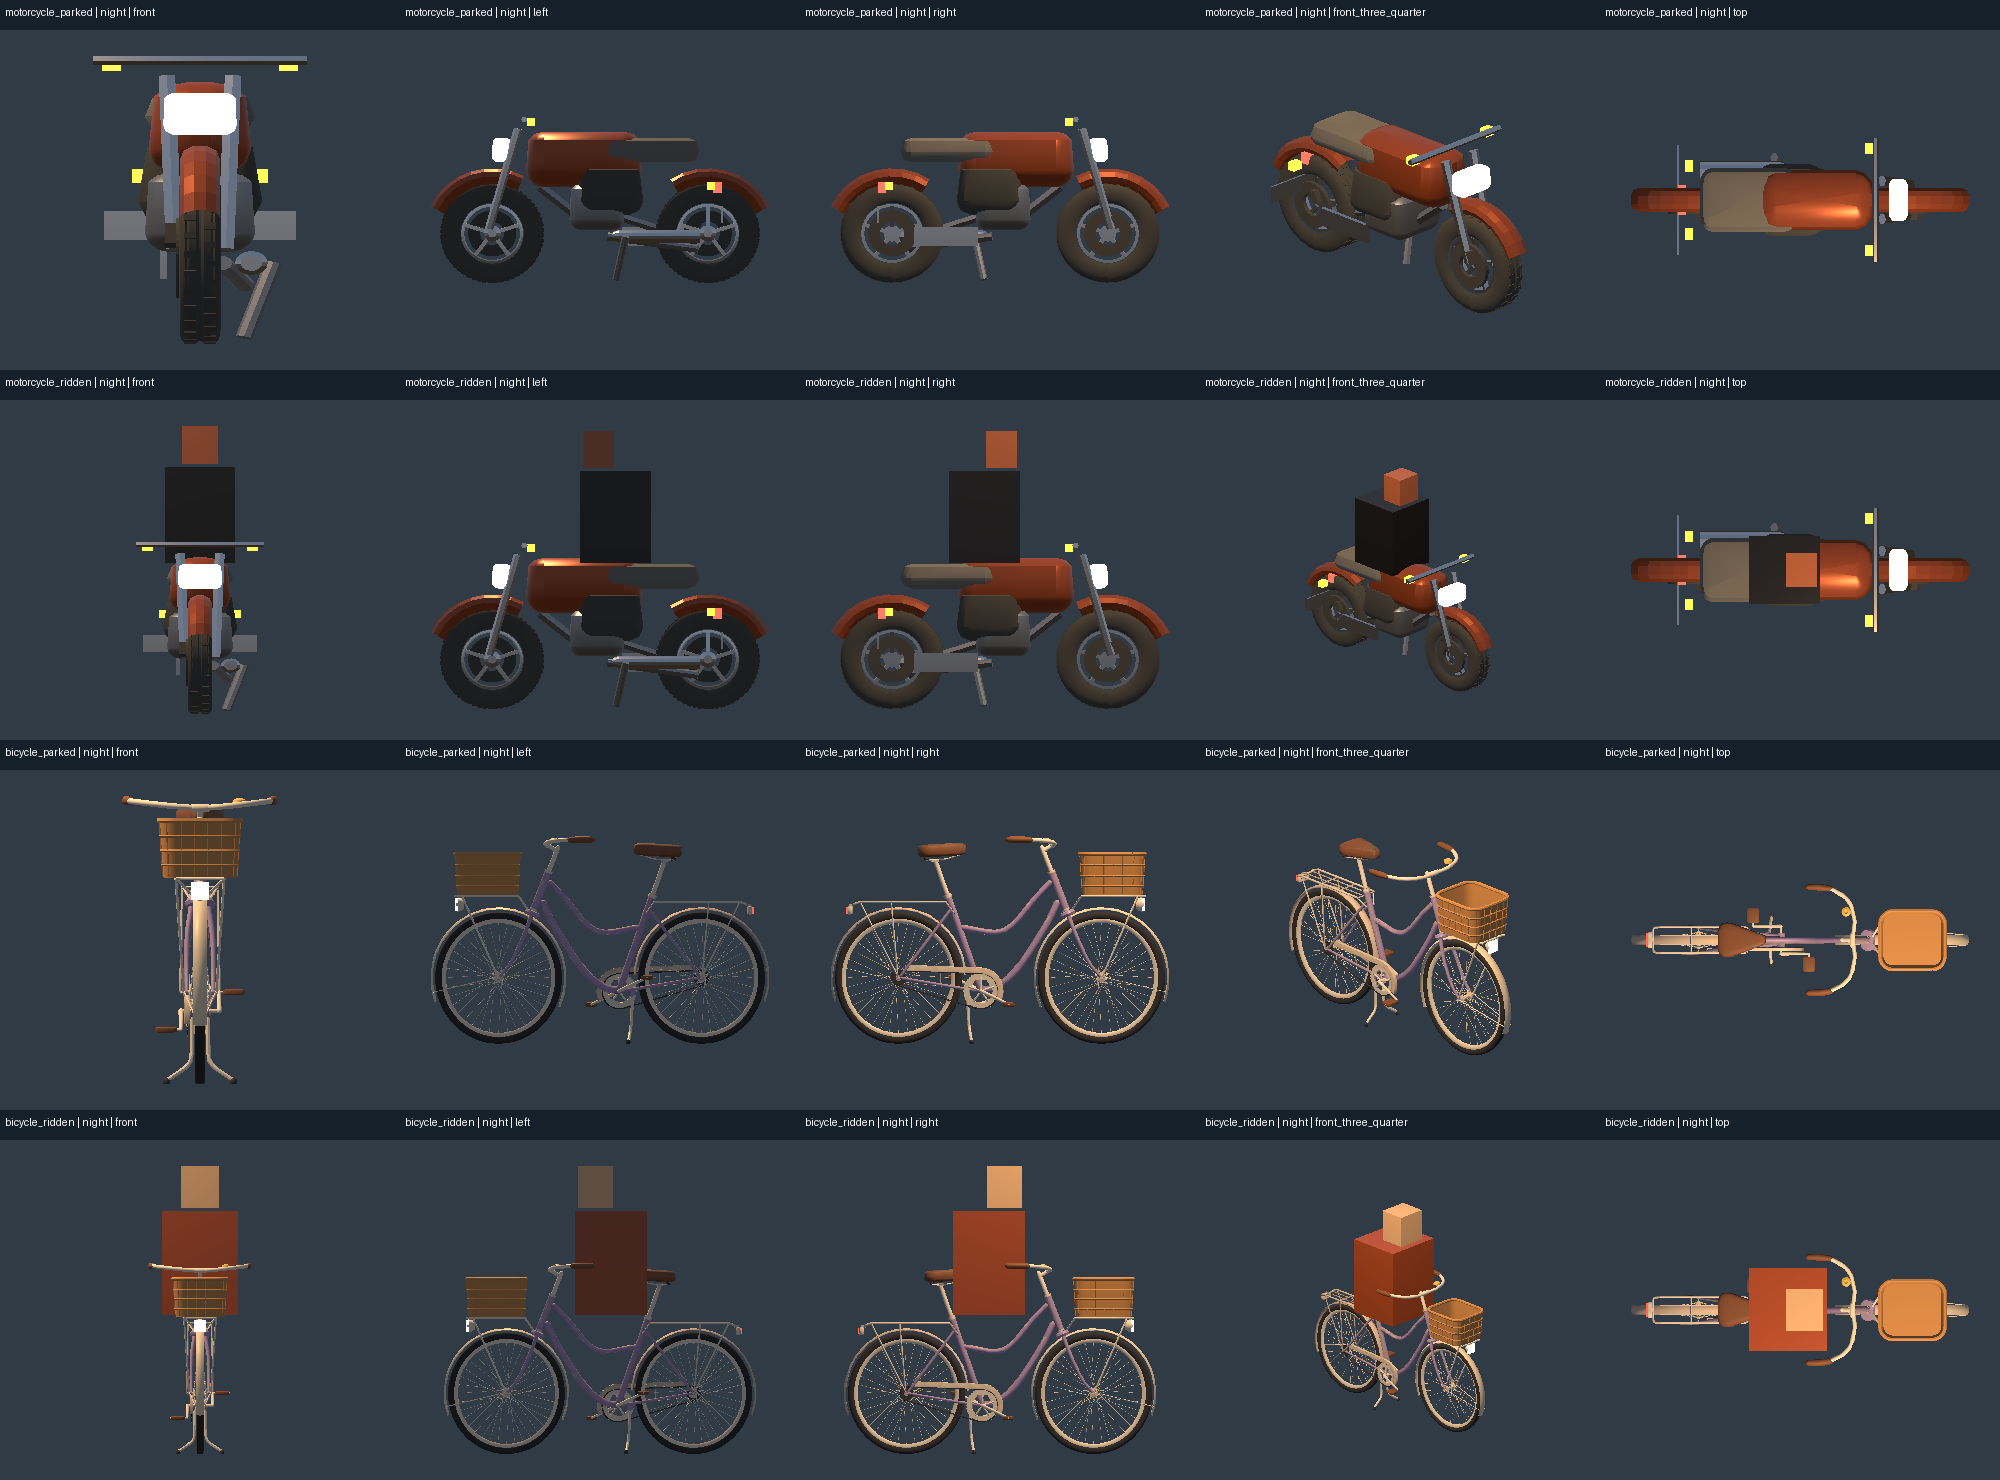 motorcycle_parked | night | front
motorcycle_parked | night | left
motorcycle_parked | night | right
motorcycle_parked | night | front_three_quarter
motorcycle_parked | night | top
motorcycle_ridden | night | front
motorcycle_ridden | night | left
motorcycle_ridden | night | right
motorcycle_ridden | night | front_three_quarter
motorcycle_ridden | night | top
bicycle_parked | night | front
bicycle_parked | night | left
bicycle_parked | night | right
bicycle_parked | night | front_three_quarter
bicycle_parked | night | top
bicycle_ridden | night | front
bicycle_ridden | night | left
bicycle_ridden | night | right
bicycle_ridden | night | front_three_quarter
bicycle_ridden | night | top